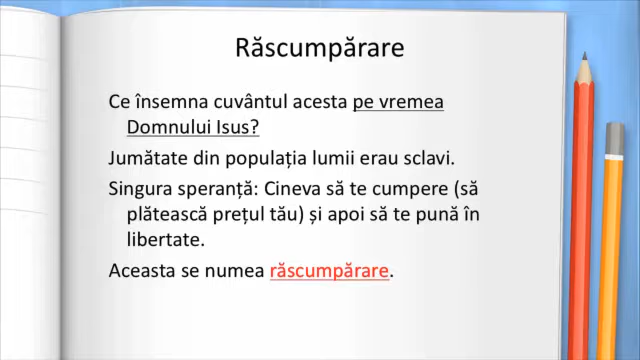 Răscumpărare
Ce însemna cuvântul acesta pe vremea
Domnului Isus?
Jumătate din populația lumii erau sclavi.
Singura speranță: Cineva să te cumpere (să
plătească prețul tău) și apoi să te pună în
libertate.
Aceasta se numea răscumpărare.